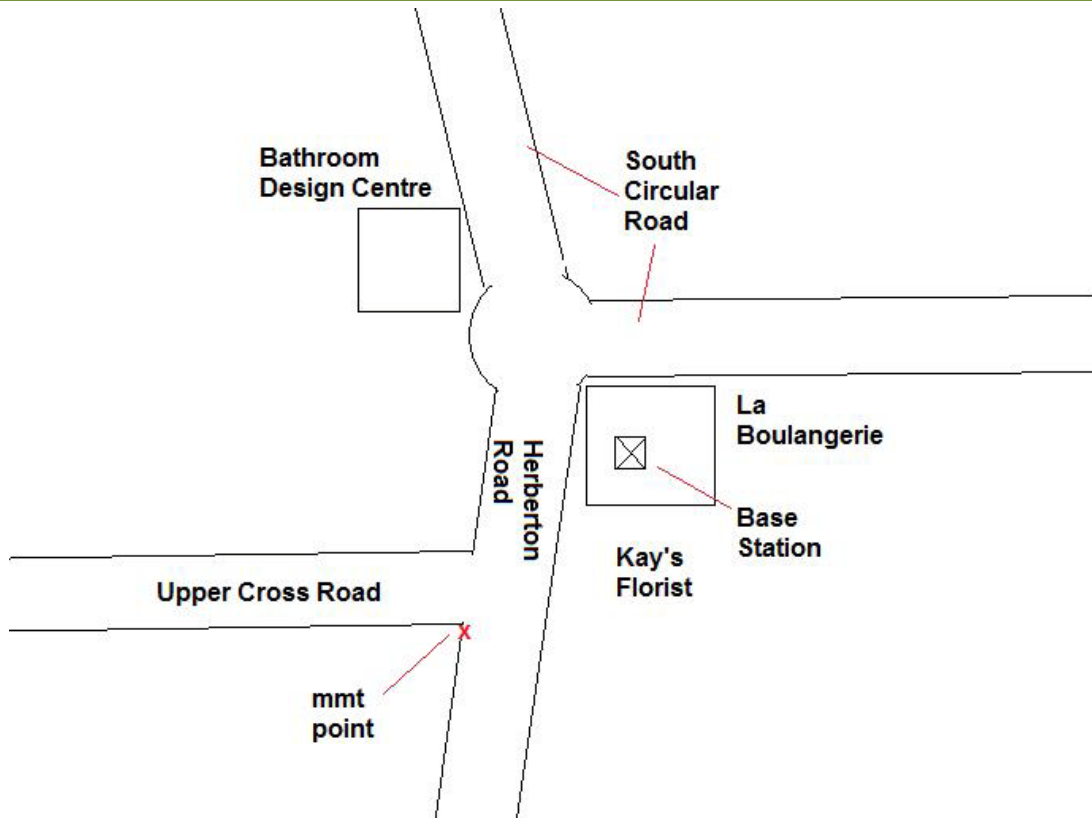 Bathroom
Design Centre
South
Circular
Road
La
Boulangerie
Herberton
Road
Base
Station
Kay's
Florist
Upper Cross Road
x
mmt
point